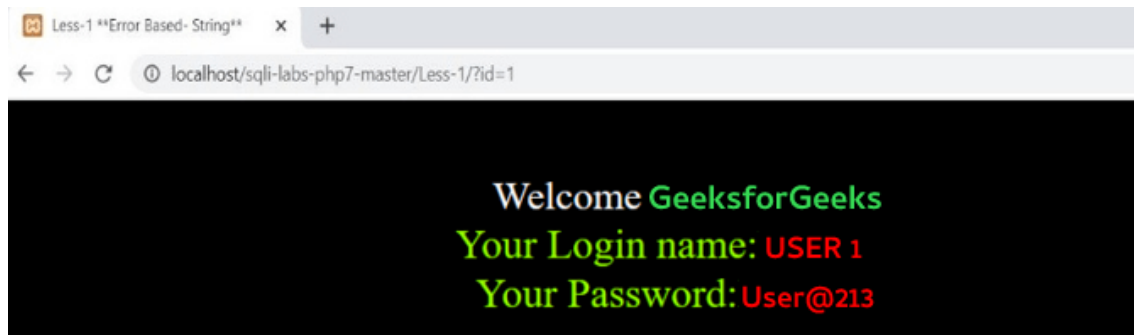 Less-1 **Error Based- String**
localhost/sqli-labs-php7-master/Less-1/?id=1
Welcome GeeksforGeeks
Your Login name: USER 1
Your Password: User@213